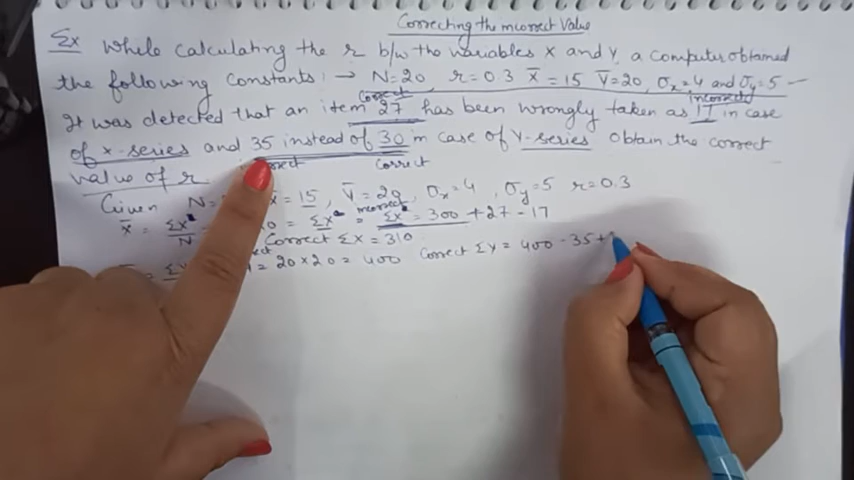 Correcting the incorrect Value
Ex While calculating the r b/w the variables X and Y, a computer obtained
the following constants: → N=20, r=0.3 X̄ = 15 Ȳ=20, σx=4 and σy=5
correct incorrectly
It was detected that an item 27 has been wrongly taken as 17 in case
of x-series and 35 instead of 30 in case of Y-series Obtain the correct
correct
value of r
Given N= = 15, Ȳ = 20, σx=4, σy=5 r=0.3
incorrect
x̄ = Σx/N = Σx = 300 + 27 - 17
Correct Σx = 310
= 20×20 = 400 Correct Σy = 400 - 35 +